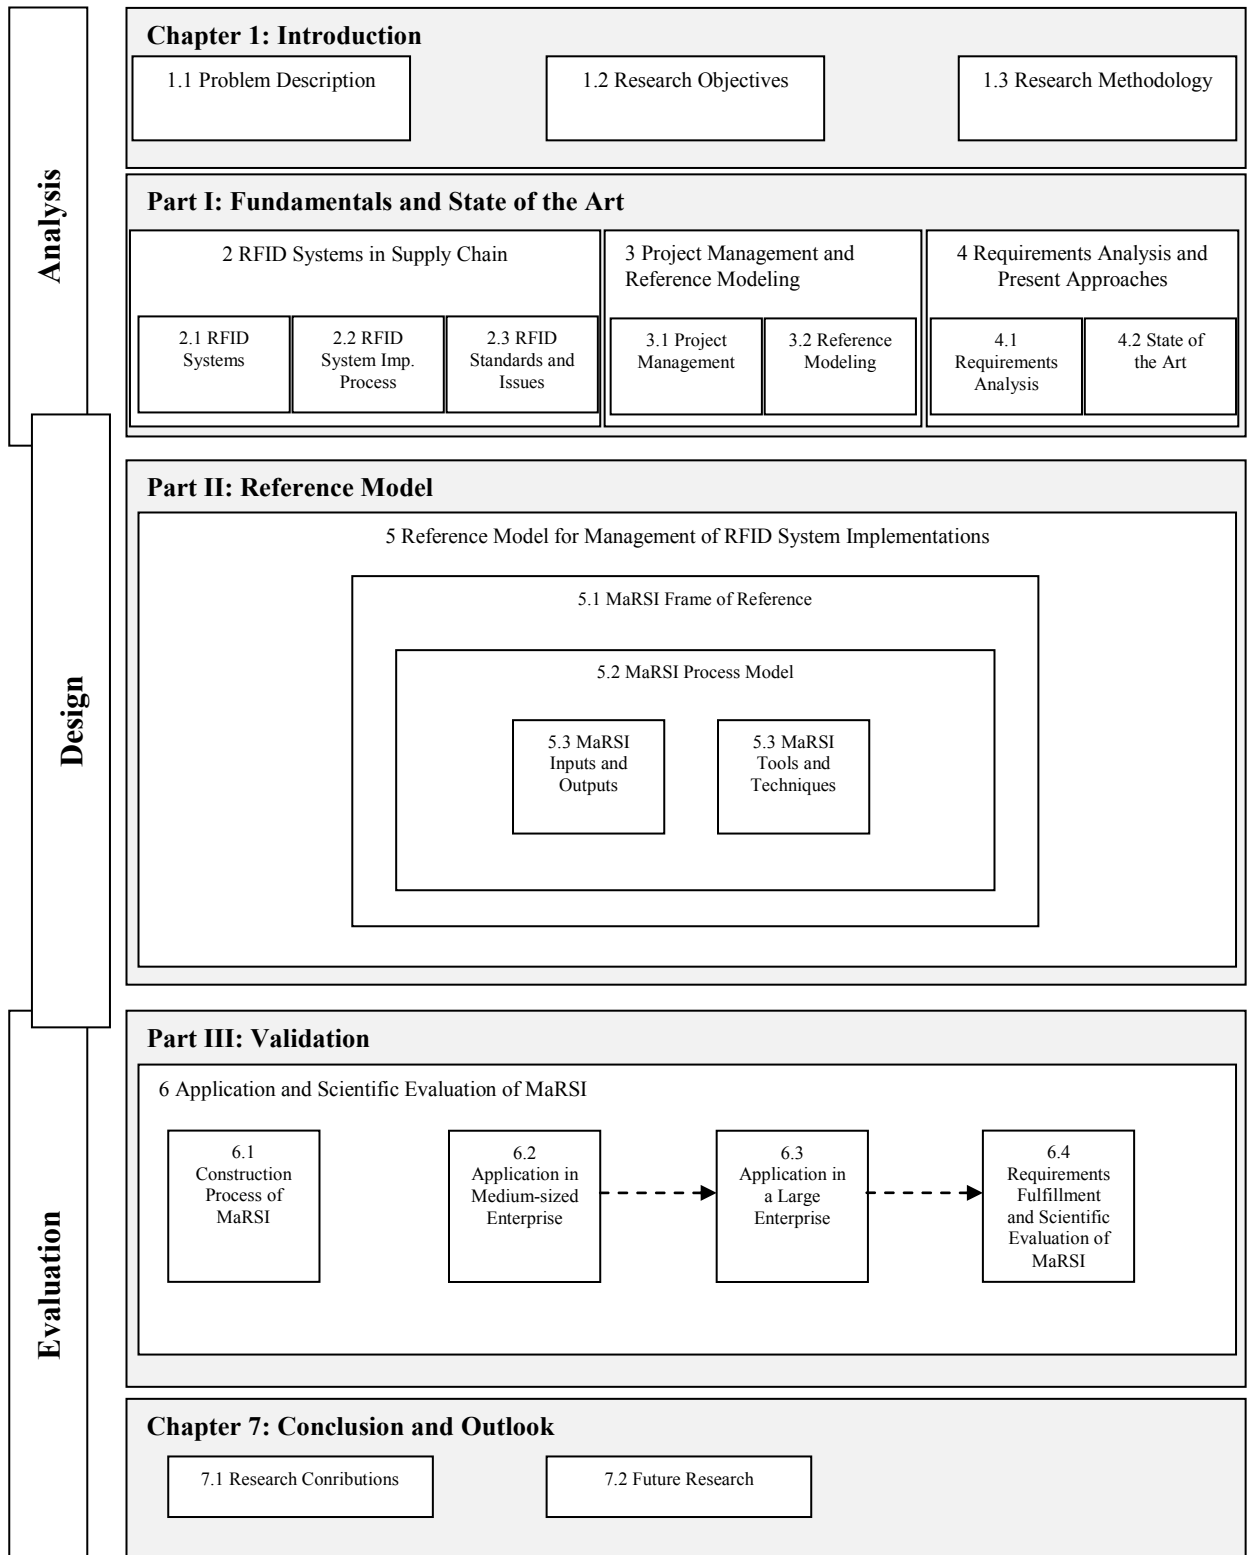 Analysis
Chapter 1: Introduction
1.1 Problem Description
1.2 Research Objectives
1.3 Research Methodology
Part I: Fundamentals and State of the Art
2 RFID Systems in Supply Chain
2.1 RFID
Systems
2.2 RFID
System Imp.
Process
2.3 RFID
Standards and
Issues
3 Project Management and
Reference Modeling
3.1 Project
Management
3.2 Reference
Modeling
4 Requirements Analysis and
Present Approaches
4.1
Requirements
Analysis
4.2 State of
the Art
Design
Part II: Reference Model
5 Reference Model for Management of RFID System Implementations
5.1 MaRSI Frame of Reference
5.2 MaRSI Process Model
5.3 MaRSI
Inputs and
Outputs
5.3 MaRSI
Tools and
Techniques
Evaluation
Part III: Validation
6 Application and Scientific Evaluation of MaRSI
6.1
Construction
Process of
MaRSI
6.2
Application in
Medium-sized
Enterprise
6.3
Application in
a Large
Enterprise
6.4
Requirements
Fulfillment
and Scientific
Evaluation of
MaRSI
Chapter 7: Conclusion and Outlook
7.1 Research Conributions
7.2 Future Research